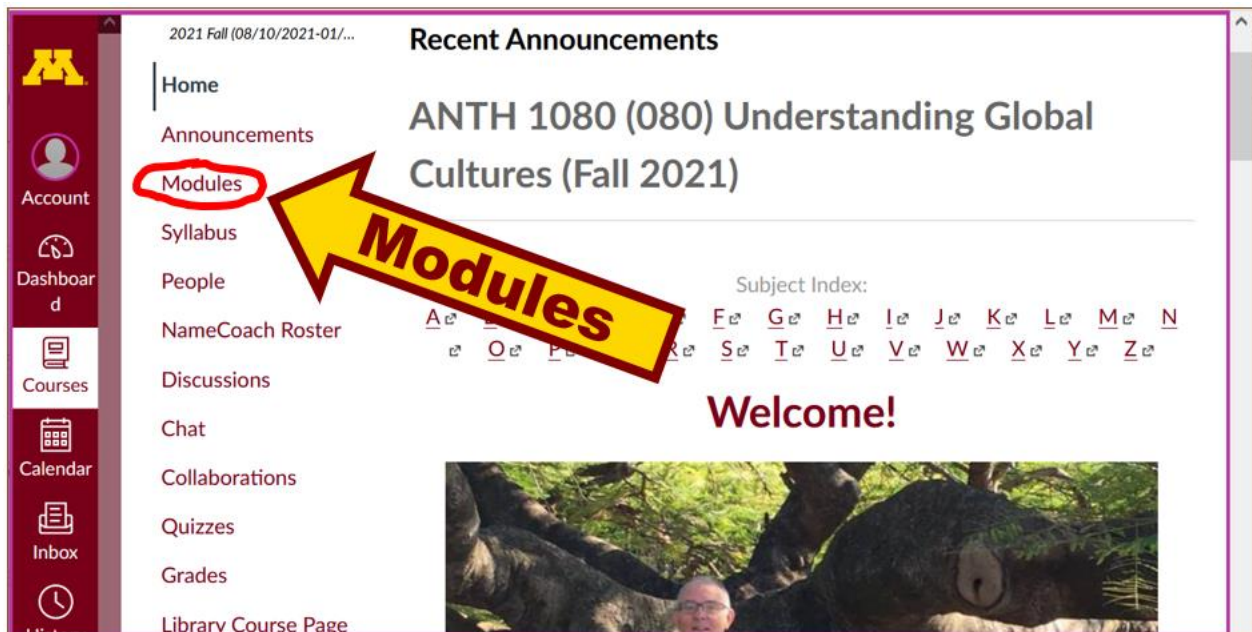 2021 Fall (08/10/2021-01/...
Home
Announcements
Modules
Syllabus
People
NameCoach Roster
Discussions
Chat
Collaborations
Quizzes
Grades
Library Course Page
M
Account
Dashboar
d
Courses
Calendar
Inbox
Recent Announcements
ANTH 1080 (080) Understanding Global
Cultures (Fall 2021)
Modules
Subject Index:
A F G H I J K L M N
O P R S T U V W X Y Z
Welcome!